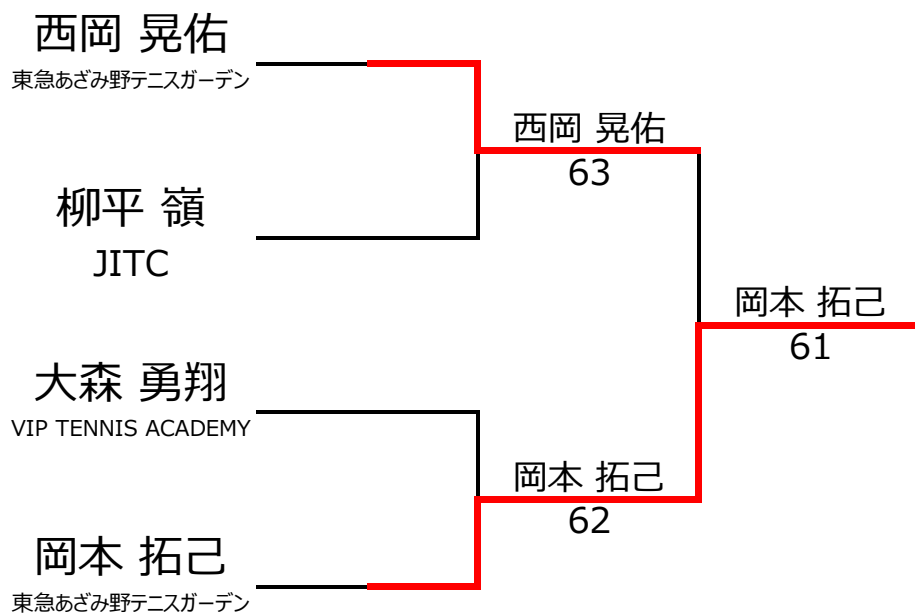 西岡 晃佑
東急あざみ野テニスガーデン
西岡 晃佑
63
柳平 嶺
JITC
岡本 拓己
61
大森 勇翔
VIP TENNIS ACADEMY
岡本 拓己
62
岡本 拓己
東急あざみ野テニスガーデン